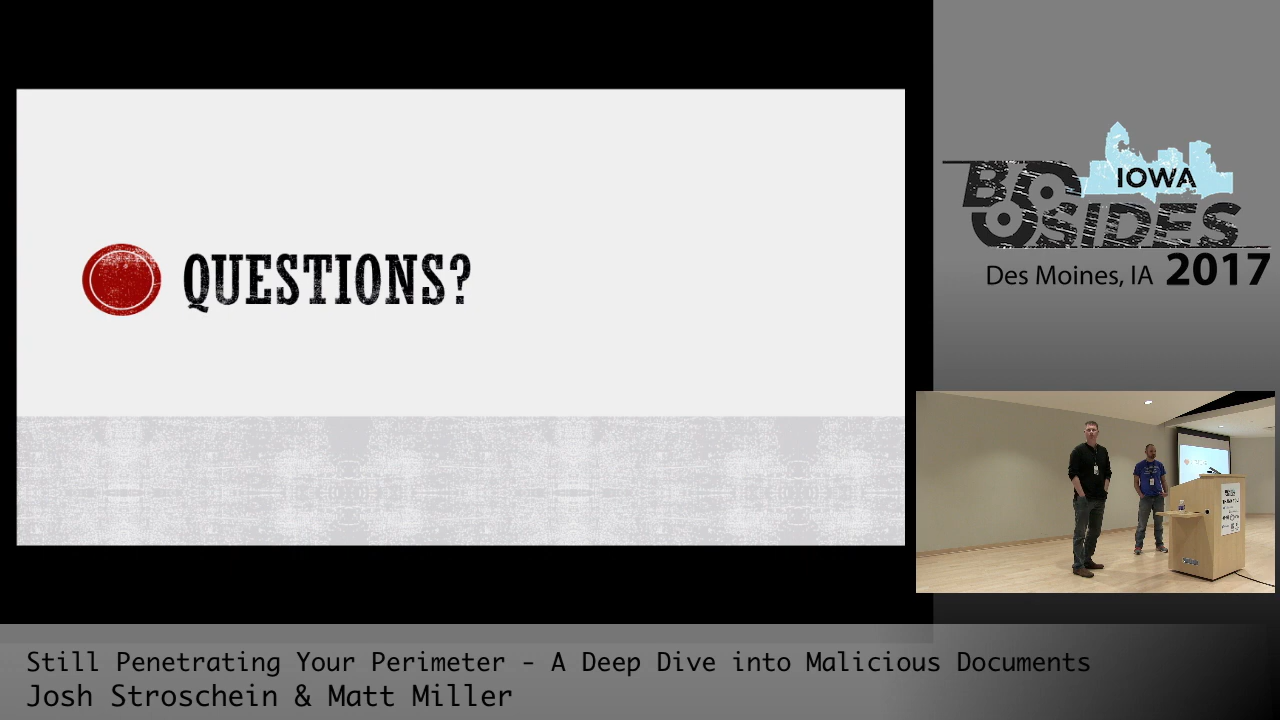 QUESTIONS?
IOWA
BSIDES
Des Moines, IA 2017
Still Penetrating Your Perimeter - A Deep Dive into Malicious Documents
Josh Stroschein & Matt Miller